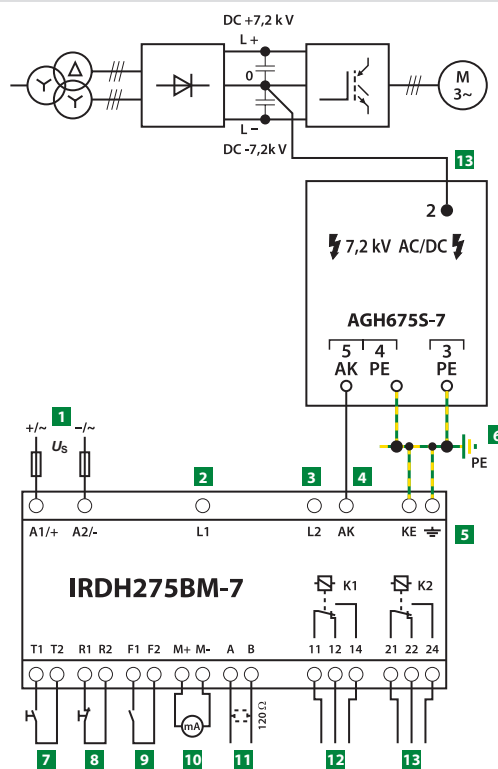 DC +7,2 k V
L +
0
L –
DC -7,2k V
M
3~
13
2
7,2 kV AC/DC
AGH675S-7
5 4 3
AK PE PE
1
+/~ –/~
US
6
PE
2 3 4
A1/+ A2/- L1 L2 AK KE
5
IRDH275BM-7
K1 K2
T1 T2 R1 R2 F1 F2 M+ M- A B 11 12 14 21 22 24
mA
120 Ω
7 8 9 10 11 12 13